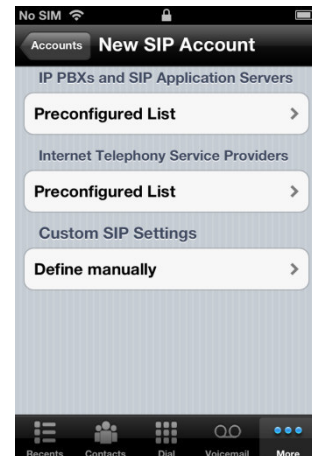 No SIM
Accounts New SIP Account
IP PBXs and SIP Application Servers
Preconfigured List
Internet Telephony Service Providers
Preconfigured List
Custom SIP Settings
Define manually
Recents Contacts Dial Voicemail More